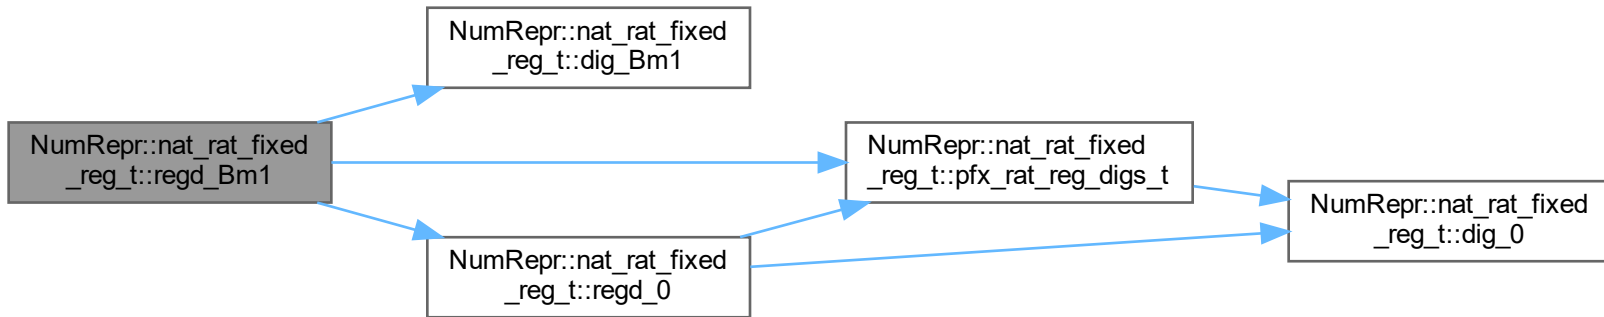 NumRepr::nat_rat_fixed
_reg_t::regd_Bm1
NumRepr::nat_rat_fixed
_reg_t::dig_Bm1
NumRepr::nat_rat_fixed
_reg_t::pfx_rat_reg_digs_t
NumRepr::nat_rat_fixed
_reg_t::regd_0
NumRepr::nat_rat_fixed
_reg_t::dig_0